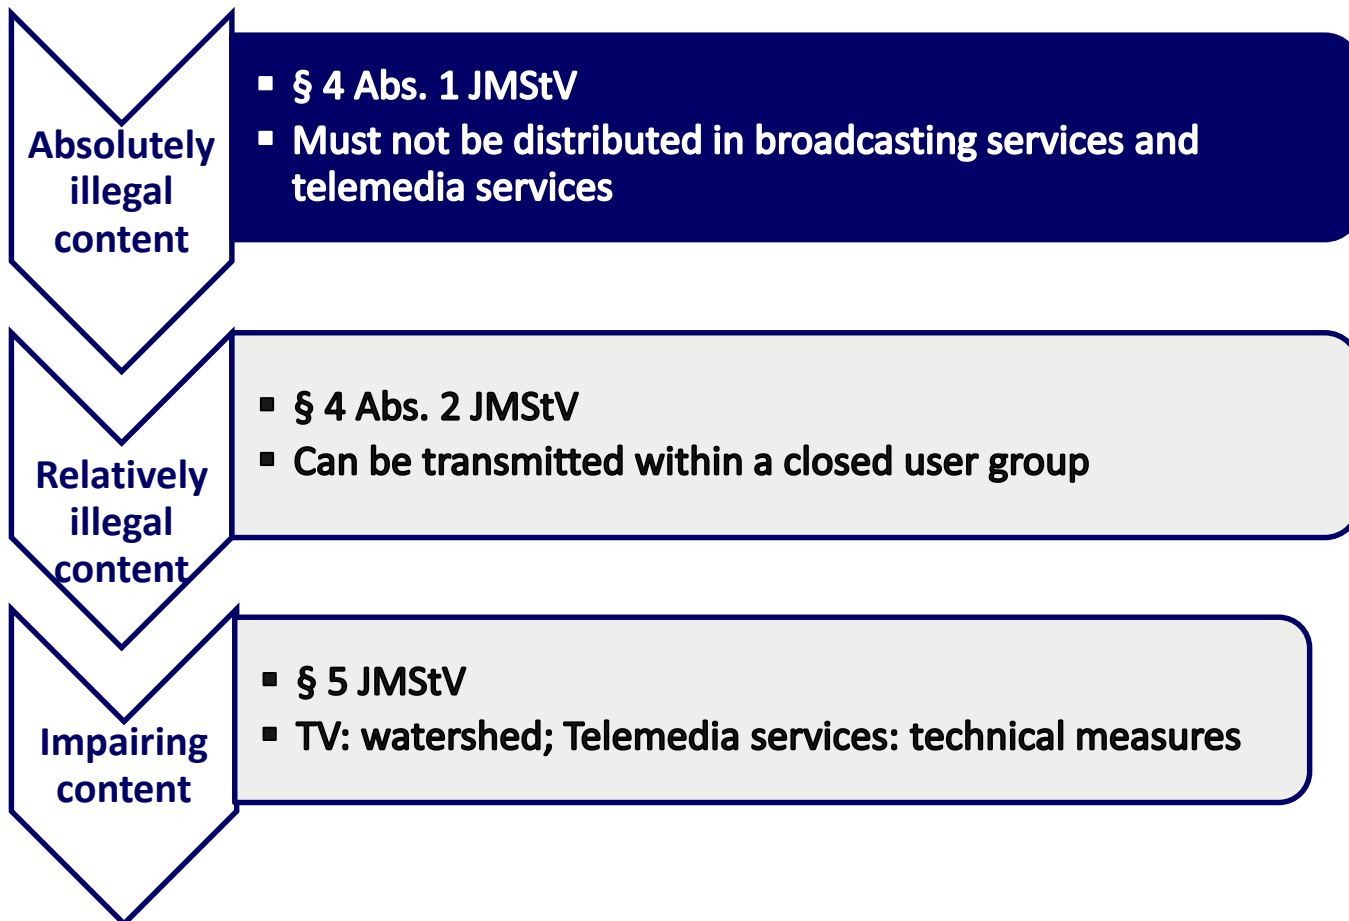 Absolutely
illegal
content
▪ § 4 Abs. 1 JMStV
▪ Must not be distributed in broadcasting services and
telemedia services
Relatively
illegal
content
▪ § 4 Abs. 2 JMStV
▪ Can be transmitted within a closed user group
Impairing
content
▪ § 5 JMStV
▪ TV: watershed; Telemedia services: technical measures